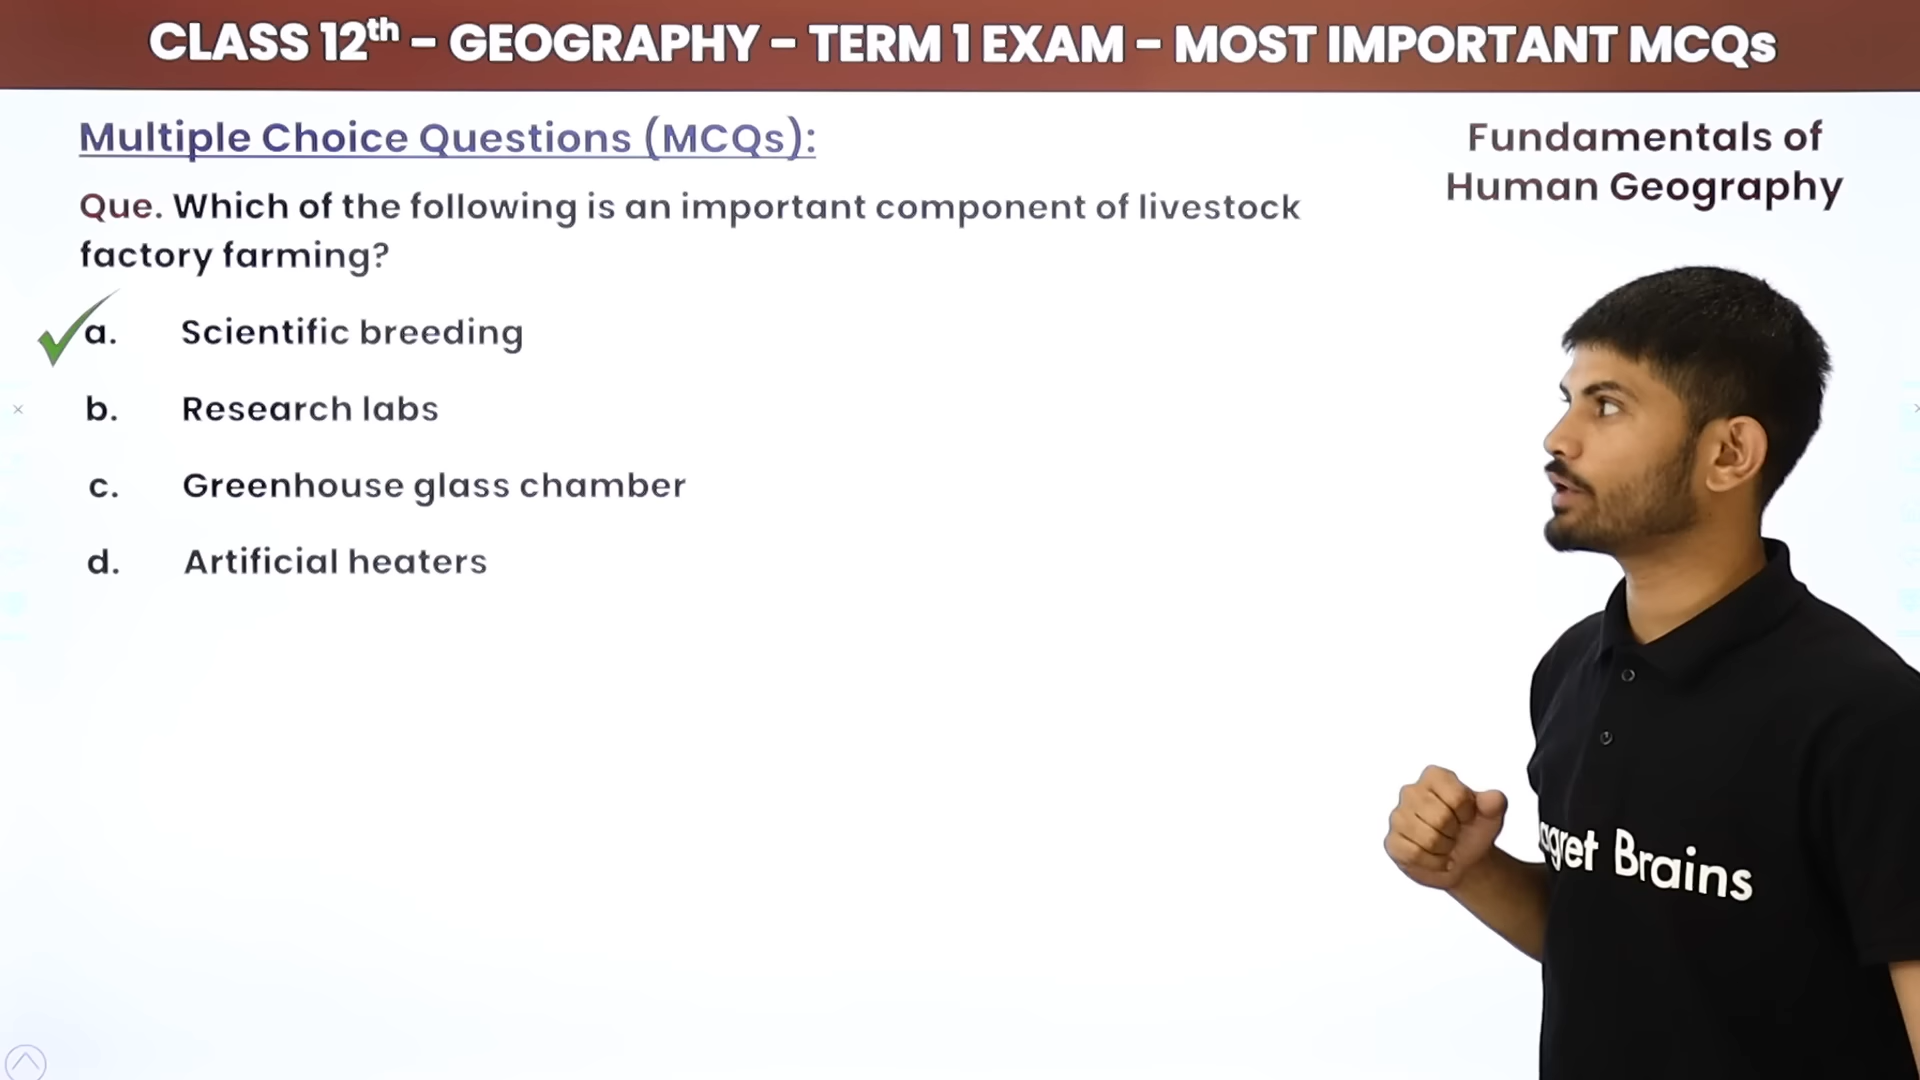 CLASS 12th – GEOGRAPHY – TERM 1 EXAM – MOST IMPORTANT MCQs
Multiple Choice Questions (MCQs):
Fundamentals of
Human Geography
Que. Which of the following is an important component of livestock
factory farming?
a. Scientific breeding
b. Research labs
c. Greenhouse glass chamber
d. Artificial heaters
Brains